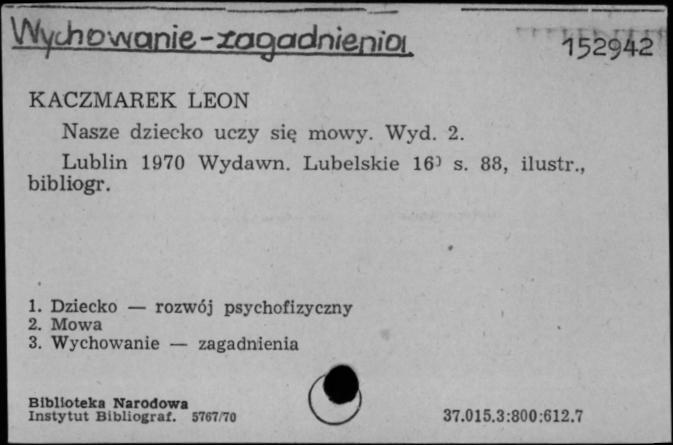 Wychowanie-zagadnienia
152942
KACZMAREK LEON
Nasze dziecko uczy się mowy. Wyd. 2.
Lublin 1970 Wydawn. Lubelskie 16⁰ s. 88, ilustr.,
bibliogr.
1. Dziecko — rozwój psychofizyczny
2. Mowa
3. Wychowanie — zagadnienia
Biblioteka Narodowa
Instytut Bibliograf. 5767/70
37.015.3:800:612.7